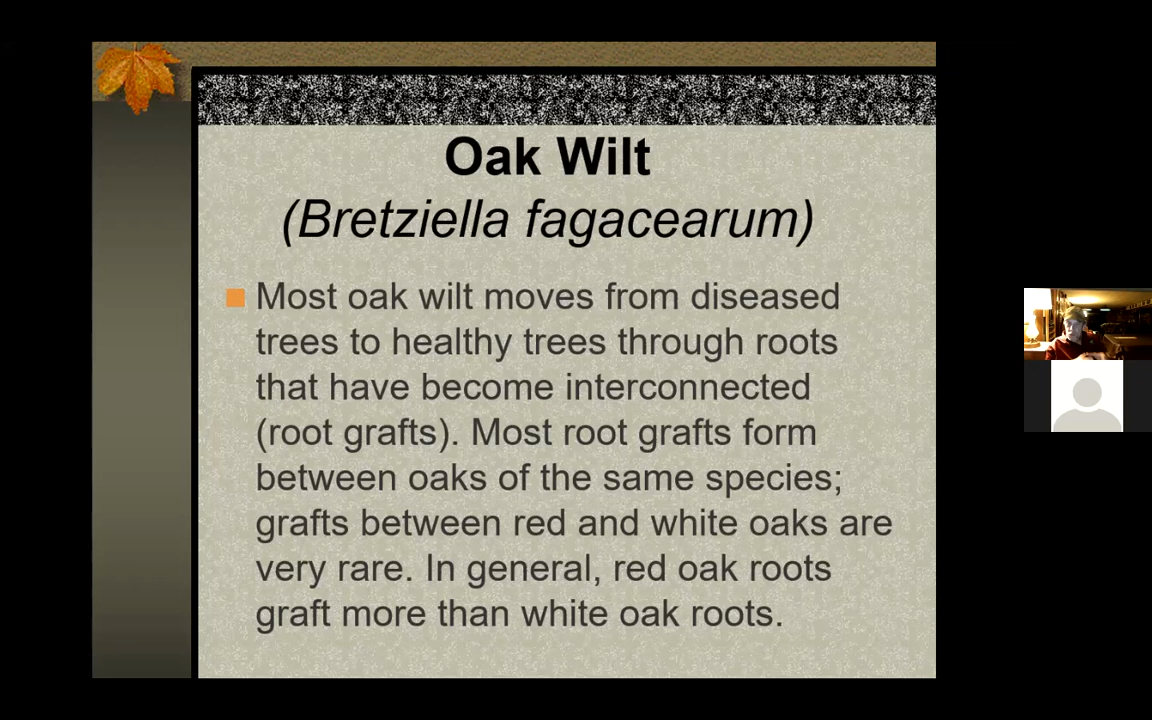 Oak Wilt
(Bretziella fagacearum)
Most oak wilt moves from diseased
trees to healthy trees through roots
that have become interconnected
(root grafts). Most root grafts form
between oaks of the same species;
grafts between red and white oaks are
very rare. In general, red oak roots
graft more than white oak roots.